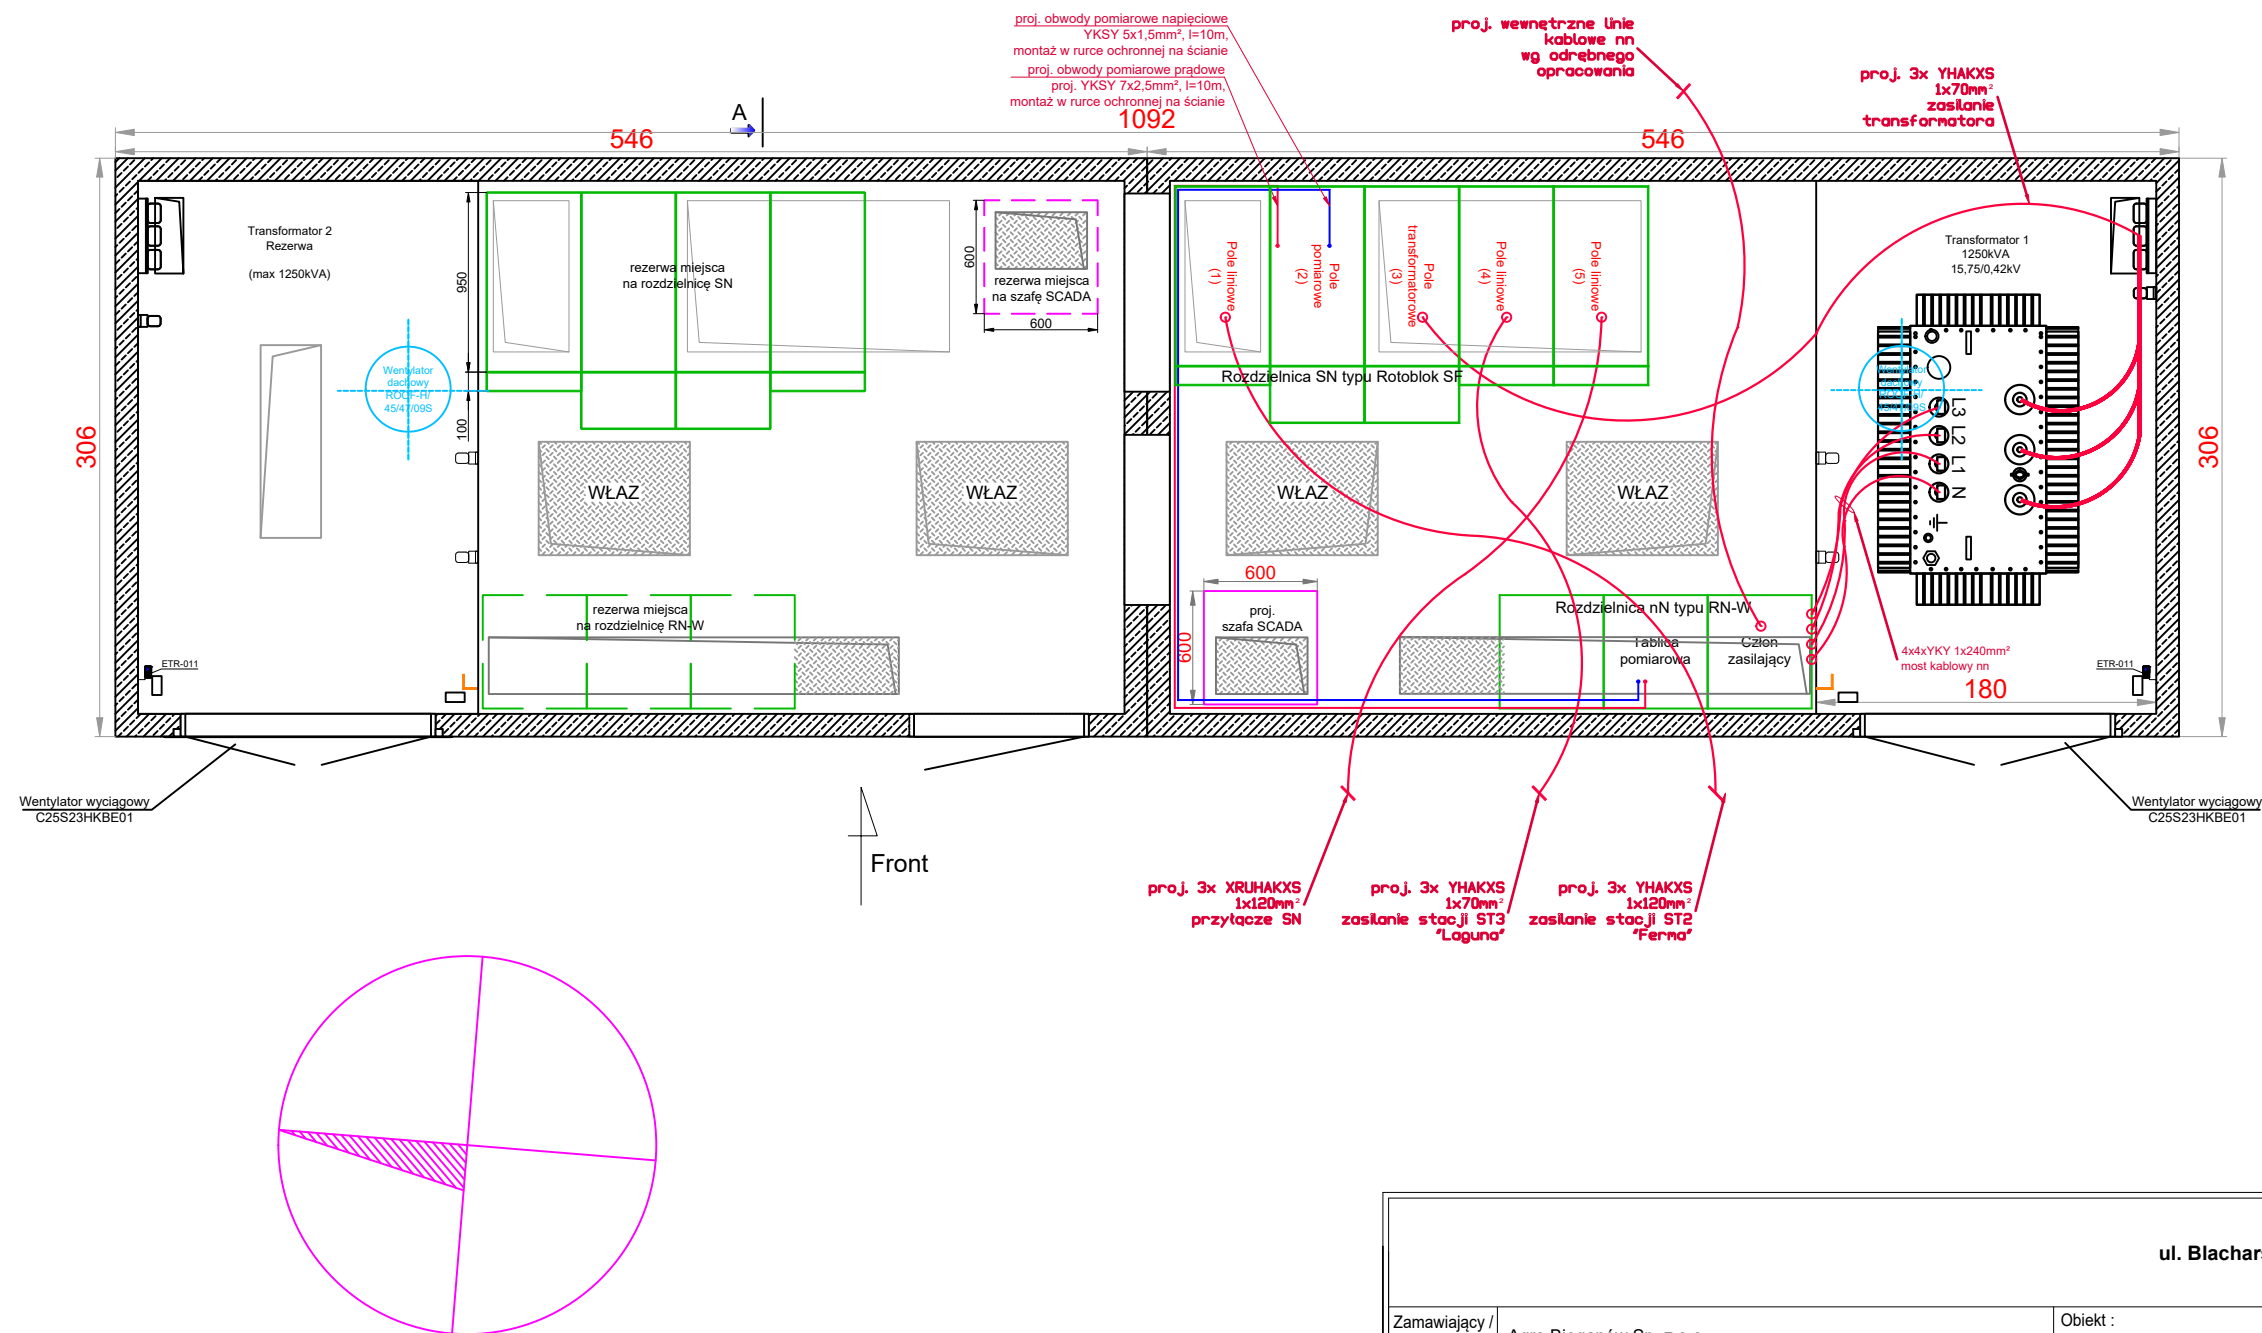 proj. obwody pomiarowe napięciowe
YKSY 5x1,5mm², l=10m,
montaż w rurce ochronnej na ścianie
proj. obwody pomiarowe prądowe
proj. YKSY 7x2,5mm², l=10m,
montaż w rurce ochronnej na ścianie
proj. wewnętrzne linie
kablowe nn
wg odrębnego
opracowania
proj. 3x YHAKXS
1x70mm²
zasilanie
transformatora
A
1092
546
546
306
306
Transformator 2
Rezerwa
(max 1250kVA)
950
100
rezerwa miejsca
na rozdzielnicę SN
600
rezerwa miejsca
na szafę SCADA
600
Pole liniowe
(1)
Pole
pomiarowe
(2)
Pole
transformatorowe
(3)
Pole liniowe
(4)
Pole liniowe
(5)
Transformator 1
1250kVA
15,75/0,42kV
Wentylator
dachowy
ROOF-H/
45/47/09S
Rozdzielnica SN typu Rotoblok SF
Wentylator
dachowy
ROOF-H/
45/47/09S
L3
L2
L1
N
WŁAZ
WŁAZ
WŁAZ
WŁAZ
rezerwa miejsca
na rozdzielnicę RN-W
600
600
proj.
szafa SCADA
Rozdzielnica nN typu RN-W
Tablica
pomiarowa
Człon
zasilający
4x4xYKY 1x240mm²
most kablowy nn
180
ETR-011
ETR-011
Wentylator wyciągowy
C25S23HKBE01
Wentylator wyciągowy
C25S23HKBE01
Front
proj. 3x XRUHAKXS
1x120mm²
przyłącze SN
proj. 3x YHAKXS
1x70mm²
zasilanie stacji ST3
"Laguna"
proj. 3x YHAKXS
1x120mm²
zasilanie stacji ST2
"Ferma"
ul. Blachars
Zamawiający /
Obiekt :